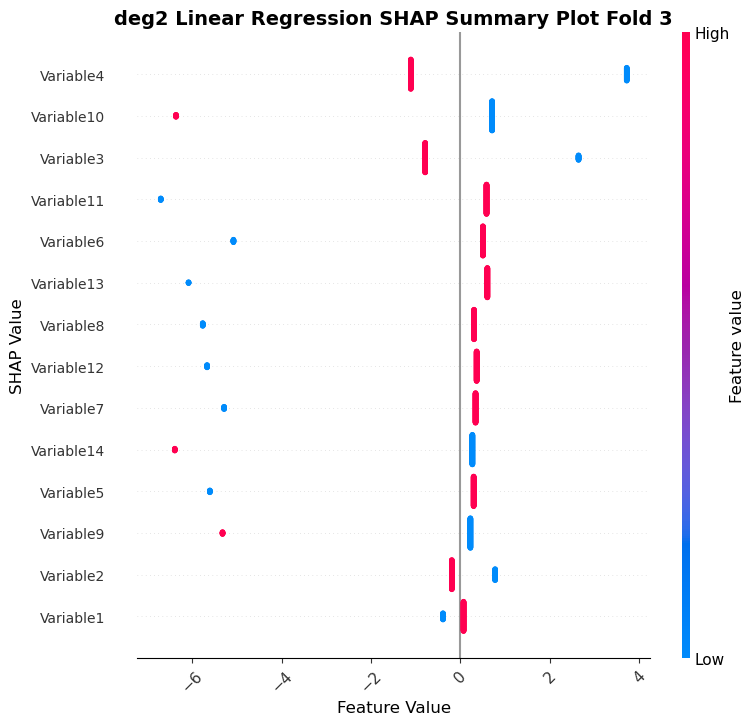 deg2 Linear Regression SHAP Summary Plot Fold 3
High
Variable4
Variable10
Variable3
Variable11
Variable6
Variable13
Variable8
Variable12
Variable7
Variable14
Variable5
Variable9
Variable2
Variable1
SHAP Value
Feature value
Low
−6
−4
−2
0
2
4
Feature Value